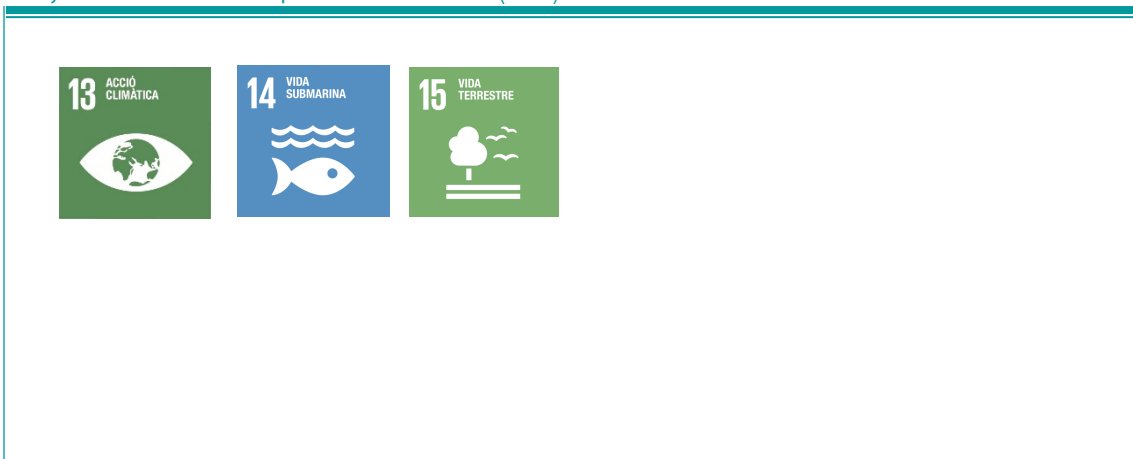 13 ACCIÓ
CLIMÀTICA
14 VIDA
SUBMARINA
15 VIDA
TERRESTRE